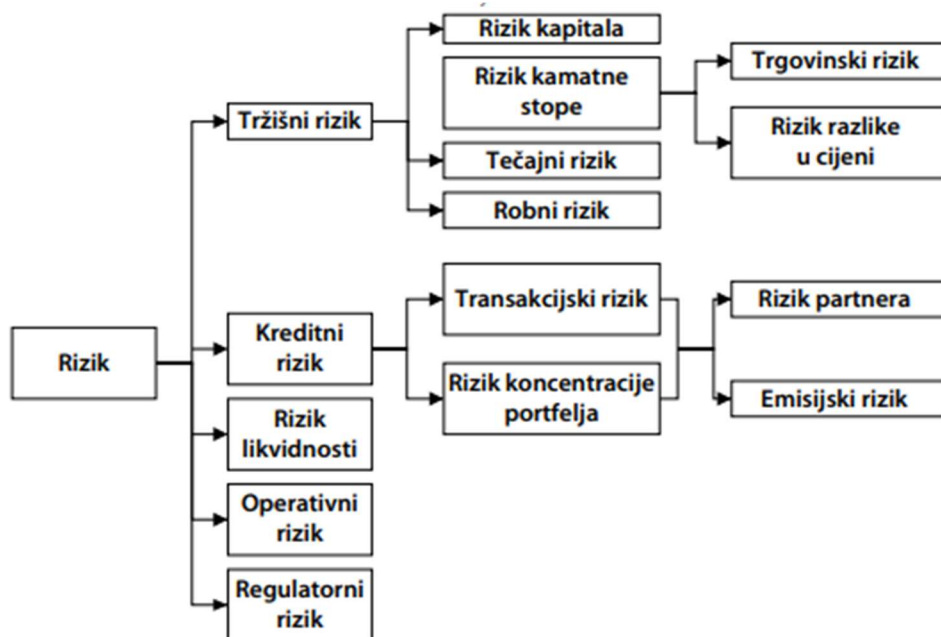 Rizik
Tržišni rizik
Kreditni
rizik
Rizik
likvidnosti
Operativni
rizik
Regulatorni
rizik
Rizik kapitala
Rizik kamatne
stope
Tečajni rizik
Robni rizik
Transakcijski rizik
Rizik koncentracije
portfelja
Trgovinski rizik
Rizik razlike
u cijeni
Rizik partnera
Emisijski rizik